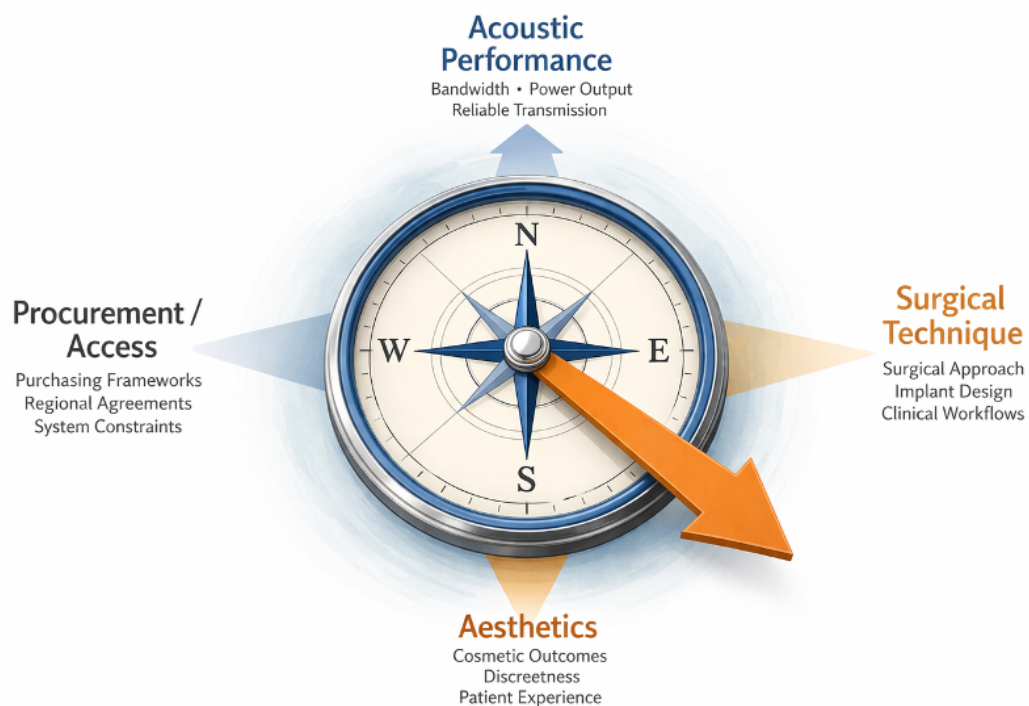 Acoustic
Performance
Bandwidth • Power Output
Reliable Transmission
N
W
E
S
Procurement /
Access
Purchasing Frameworks
Regional Agreements
System Constraints
Surgical
Technique
Surgical Approach
Implant Design
Clinical Workflows
Aesthetics
Cosmetic Outcomes
Discreetness
Patient Experience